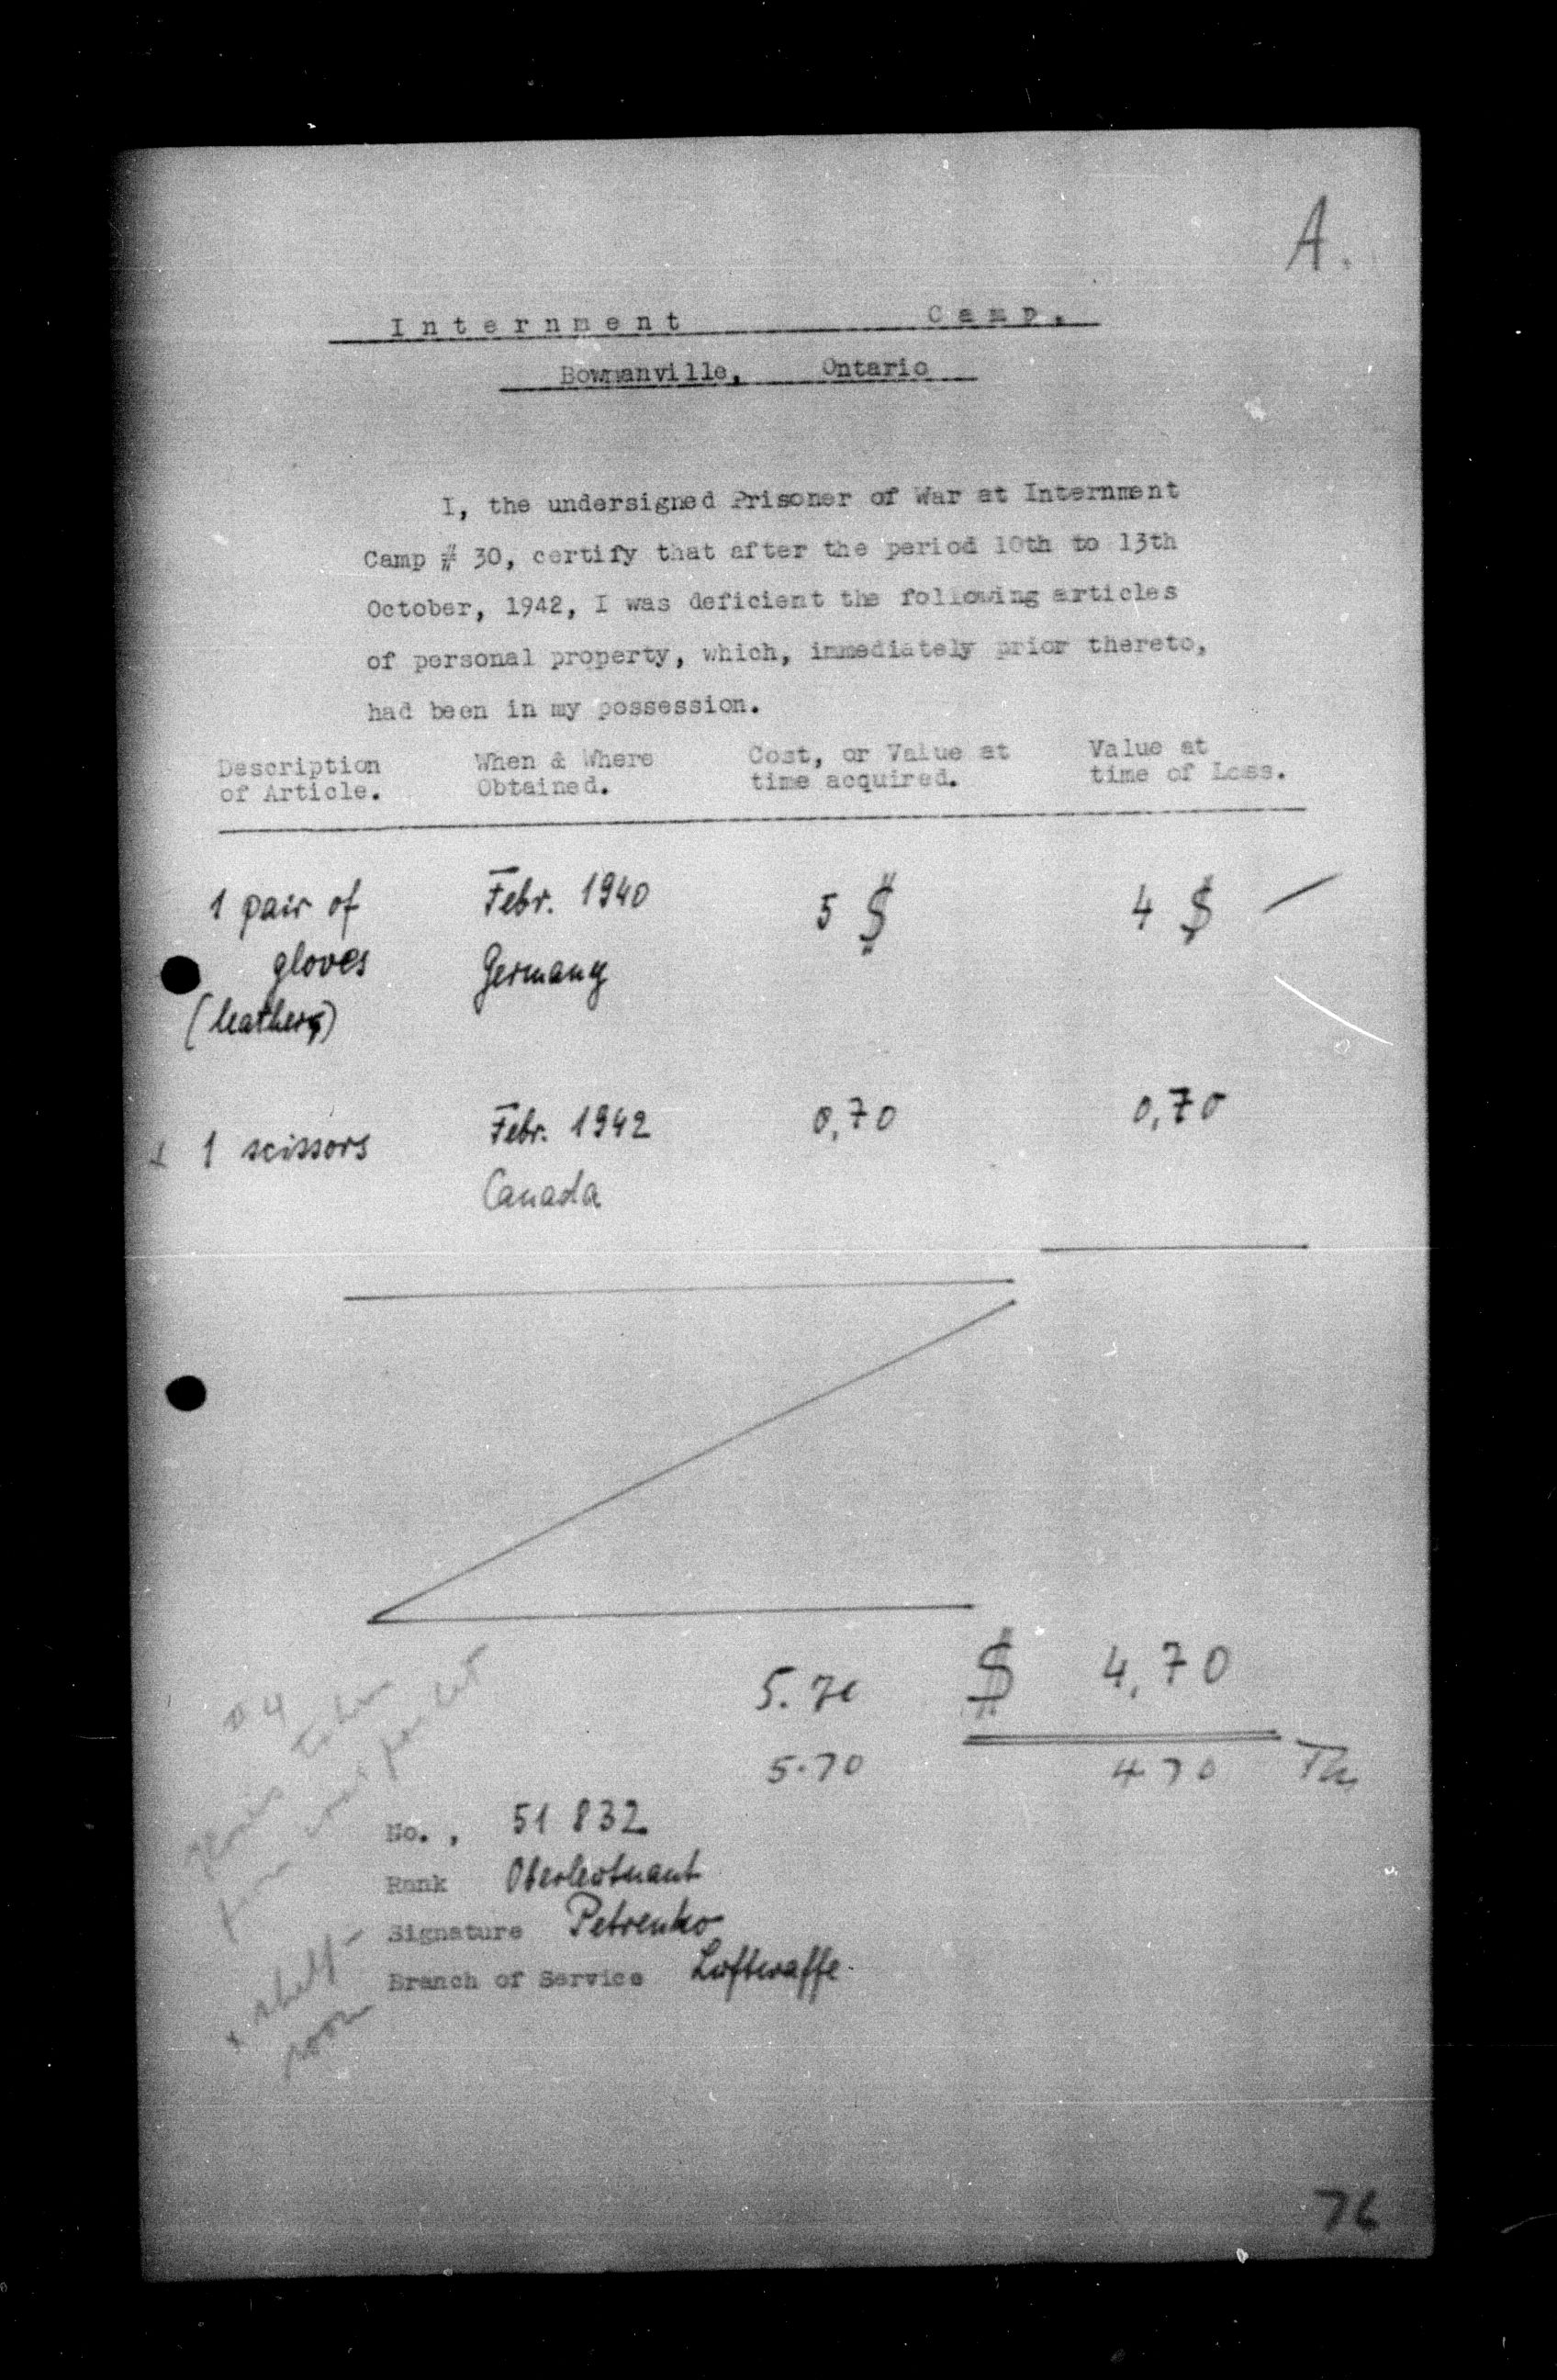 A.
Internment Camp.
Bowmanville, Ontario
I, the undersigned Prisoner of War at Internment
Camp # 30, certify that after the period 10th to 13th
October, 1942, I was deficient the following articles
of personal property, which, immediately prior thereto,
had been in my possession.
Description When & Where Cost, or Value at Value at
of Article. Obtained. time acquired. time of Loss.
1 pair of Febr. 1940 5 $ 4 $
gloves Germany
(leather)
1 scissors Febr. 1942 0,70 0,70
Canada
5.70 $ 4,70
5.70 4 70
No., 51 832
Rank Oberleutnant
Signature Petrenko
Branch of Service Luftwaffe.
x shelf -
room
76